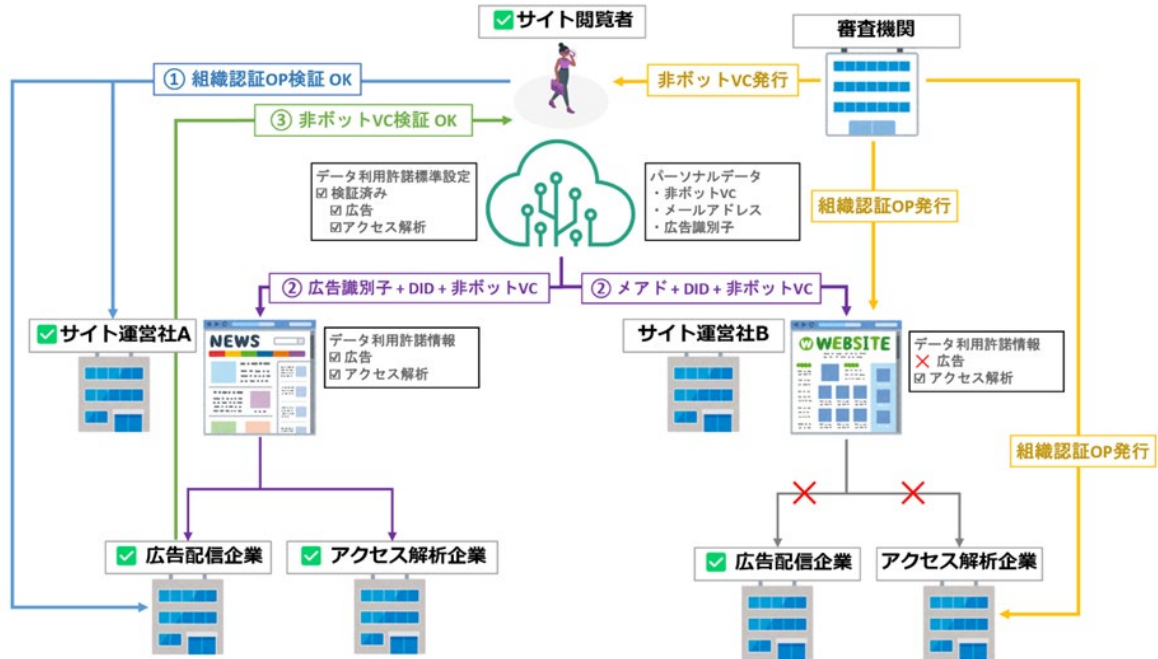 サイト閲覧者
審査機関
① 組織認証OP検証 OK
非ボットVC発行
③ 非ボットVC検証 OK
データ利用許諾標準設定
検証済み
広告
アクセス解析
パーソナルデータ
・非ボットVC
・メールアドレス
・広告識別子
組織認証OP発行
② 広告識別子 + DID + 非ボットVC
② メアド + DID + 非ボットVC
サイト運営社A
NEWS
データ利用許諾情報
広告
アクセス解析
サイト運営社B
WEBSITE
データ利用許諾情報
広告
アクセス解析
組織認証OP発行
広告配信企業
アクセス解析企業
広告配信企業
アクセス解析企業